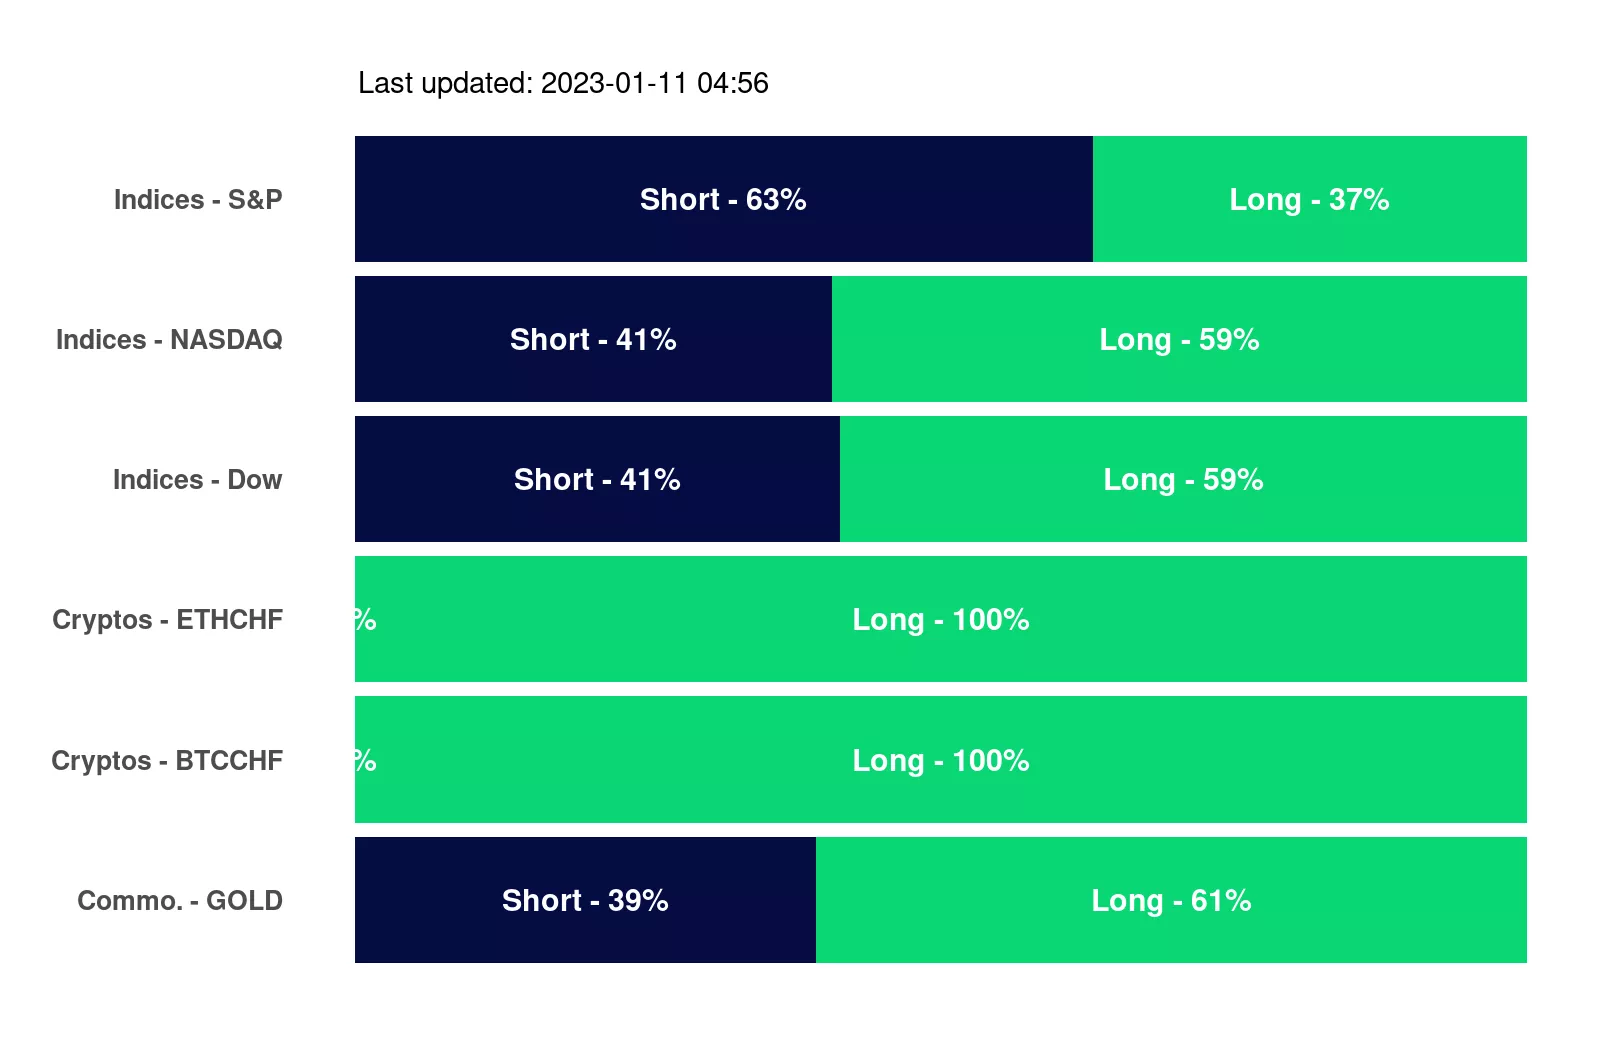 Last updated: 2023-01-11 04:56
Indices - S&P Short - 63% Long - 37%
Indices - NASDAQ Short - 41% Long - 59%
Indices - Dow Short - 41% Long - 59%
Cryptos - ETHCHF % Long - 100%
Cryptos - BTCCHF % Long - 100%
Commo. - GOLD Short - 39% Long - 61%